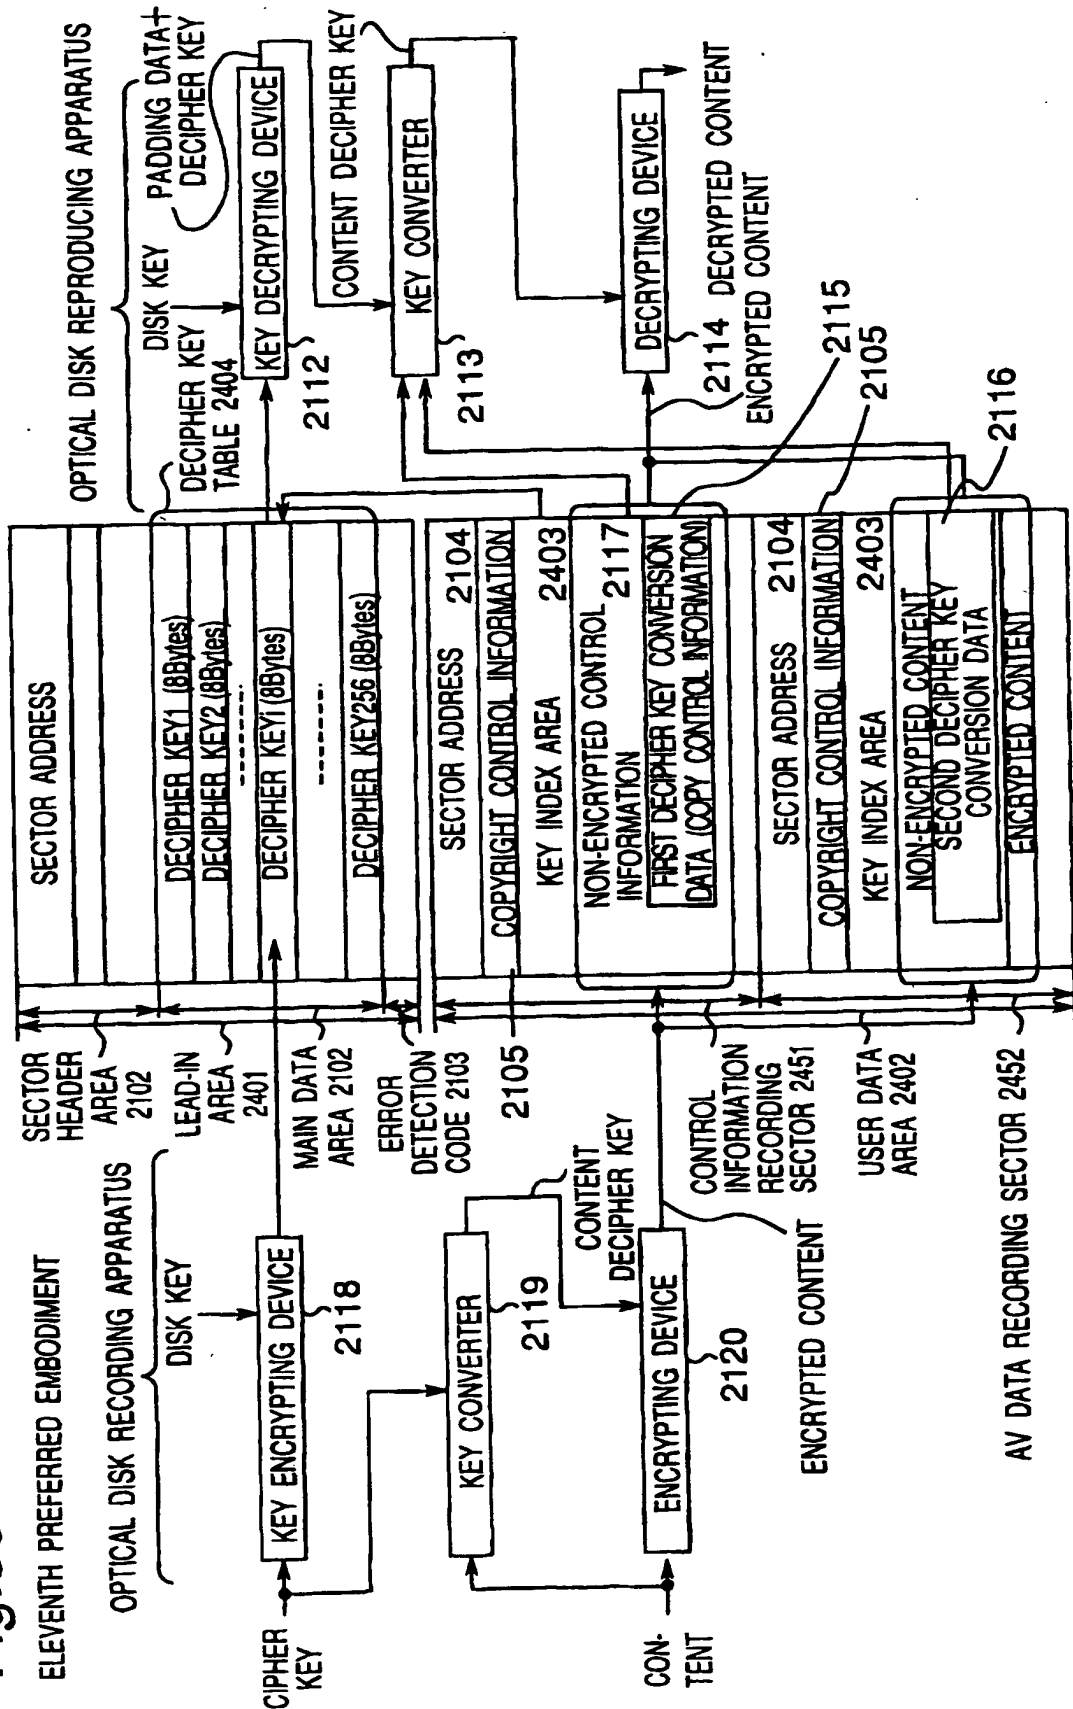 ELEVENTH PREFERRED EMBODIMENT
OPTICAL DISK RECORDING APPARATUS
DISK KEY
CIPHER
KEY
KEY ENCRYPTING DEVICE
2118
KEY CONVERTER
2119
CONTENT
DECIPHER KEY
CON-
TENT
ENCRYPTING DEVICE
2120
ENCRYPTED CONTENT
SECTOR
HEADER
AREA
2102
LEAD-IN
AREA
2401
MAIN DATA
AREA 2102
ERROR
DETECTION
CODE 2103
2105
CONTROL
INFORMATION
RECORDING
SECTOR 2451
USER DATA
AREA 2402
AV DATA RECORDING SECTOR 2452
SECTOR ADDRESS
DECIPHER KEY1 (8Bytes)
DECIPHER KEY2 (8Bytes)
DECIPHER KEYi (8Bytes)
DECIPHER KEY256 (8Bytes)
SECTOR ADDRESS 2104
COPYRIGHT CONTROL INFORMATION
KEY INDEX AREA 2403
NON-ENCRYPTED CONTROL
INFORMATION 2117
FIRST DECIPHER KEY CONVERSION
DATA (COPY CONTROL INFORMATION)
SECTOR ADDRESS 2104
COPYRIGHT CONTROL INFORMATION
KEY INDEX AREA 2403
NON-ENCRYPTED CONTENT
SECOND DECIPHER KEY
CONVERSION DATA
ENCRYPTED CONTENT
OPTICAL DISK REPRODUCING APPARATUS
DECIPHER KEY
TABLE 2404
DISK KEY
PADDING DATA+
DECIPHER KEY
KEY DECRYPTING DEVICE
2112
CONTENT DECIPHER KEY
KEY CONVERTER
2113
DECRYPTING DEVICE
2114
DECRYPTED CONTENT
ENCRYPTED CONTENT
2115
2105
2116